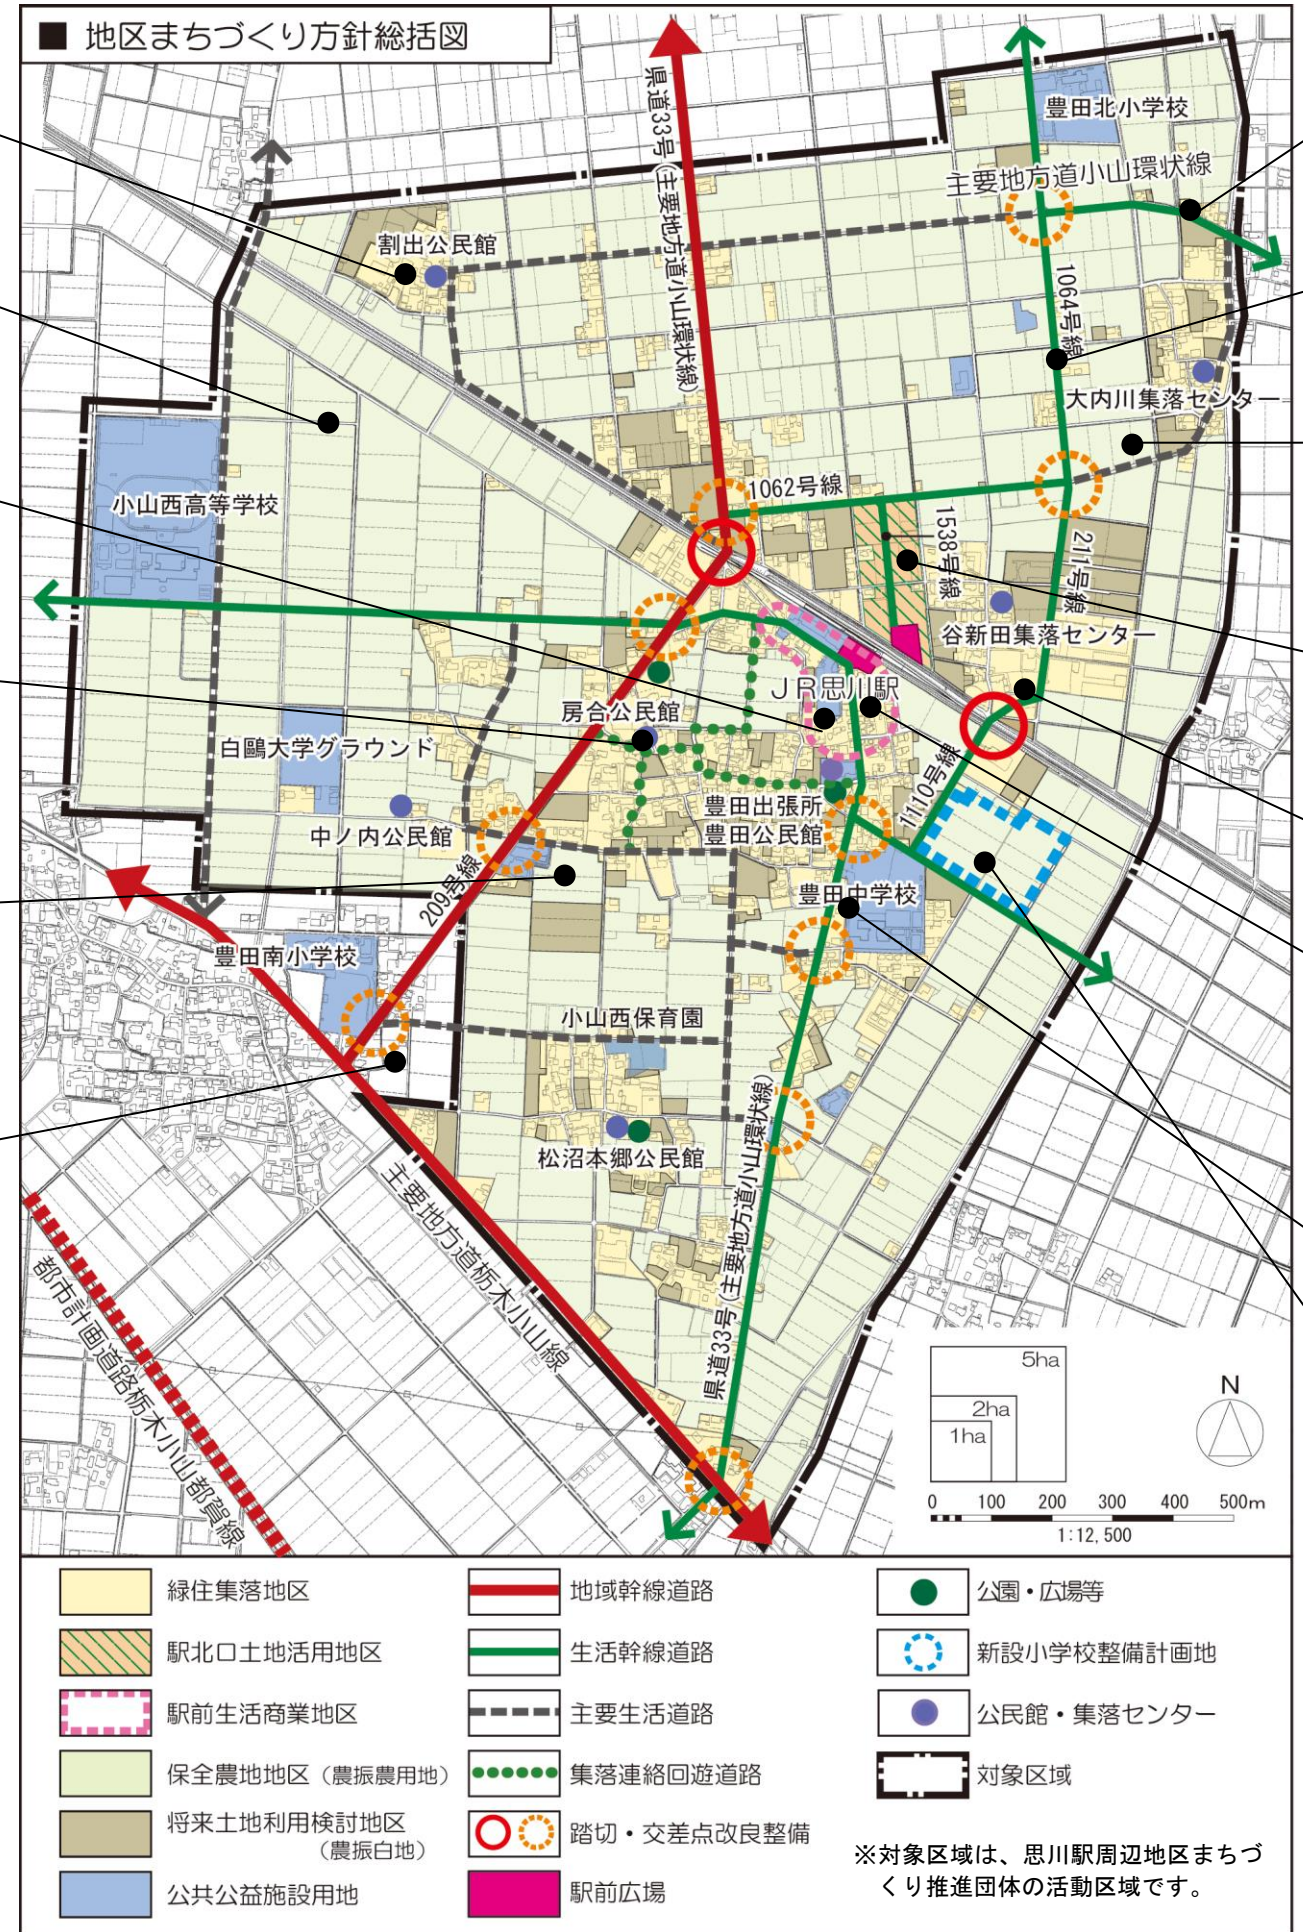 ■ 地区まちづくり方針総括図
豊田北小学校
県道33号(主要地方道小山環状線)
主要地方道小山環状線
割出公民館
1064号線
大内川集落センター
小山西高等学校
1062号線
1538号線
211号線
谷新田集落センター
JR思川駅
房合公民館
白鷗大学グラウンド
1110号線
豊田出張所
豊田公民館
中ノ内公民館
209号線
豊田中学校
豊田南小学校
小山西保育園
松沼本郷公民館
県道33号(主要地方道小山環状線)
主要地方道栃木小山線
都市計画道路栃木小山都賀線
5ha
2ha
1ha
N
0 100 200 300 400 500m
1:12,500
緑住集落地区
地域幹線道路
公園・広場等
駅北口土地活用地区
生活幹線道路
新設小学校整備計画地
駅前生活商業地区
主要生活道路
公民館・集落センター
保全農地地区(農振農用地)
集落連絡回遊道路
対象区域
将来土地利用検討地区
(農振白地)
踏切・交差点改良整備
公共公益施設用地
駅前広場
※対象区域は、思川駅周辺地区まちづ
くり推進団体の活動区域です。